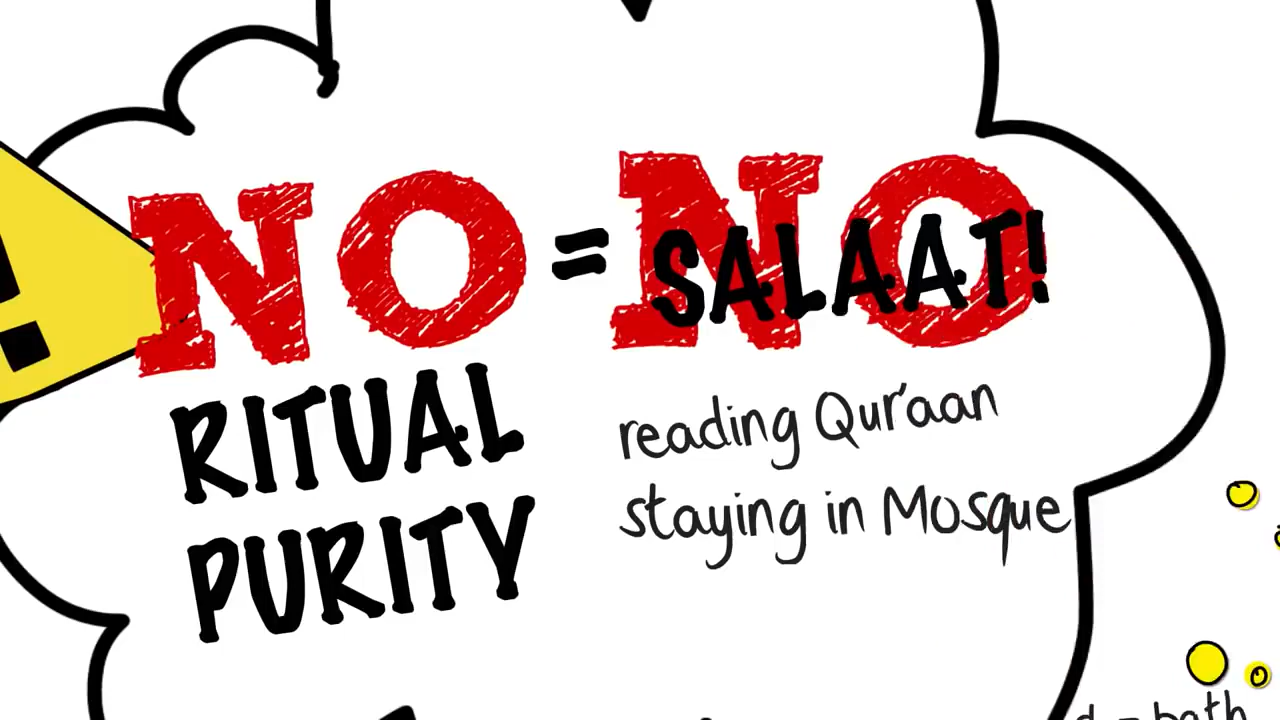 !
NO = NO SALAAT!
RITUAL
PURITY
reading Qur'aan
staying in Mosque
bath